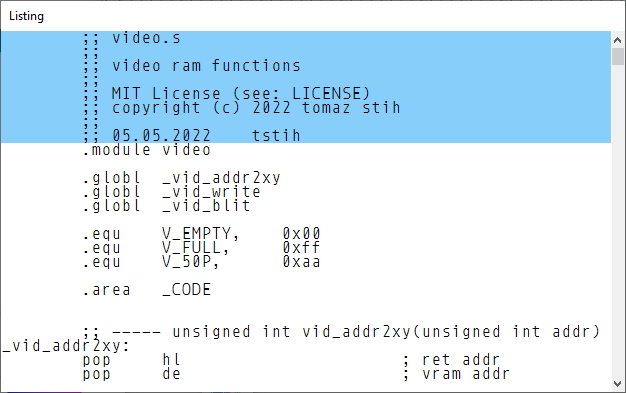 Listing
;; video.s
;;
;; video ram functions
;;
;; MIT License (see: LICENSE)
;; copyright (c) 2022 tomaz stih
;;
;; 05.05.2022    tstih
.module video
.globl  _vid_addr2xy
.globl  _vid_write
.globl  _vid_blit
.equ    V_EMPTY,    0x00
.equ    V_FULL,     0xff
.equ    V_50P,      0xaa
.area   _CODE
;; ----- unsigned int vid_addr2xy(unsigned int addr)
_vid_addr2xy:
pop     hl                      ; ret addr
pop     de                      ; vram addr